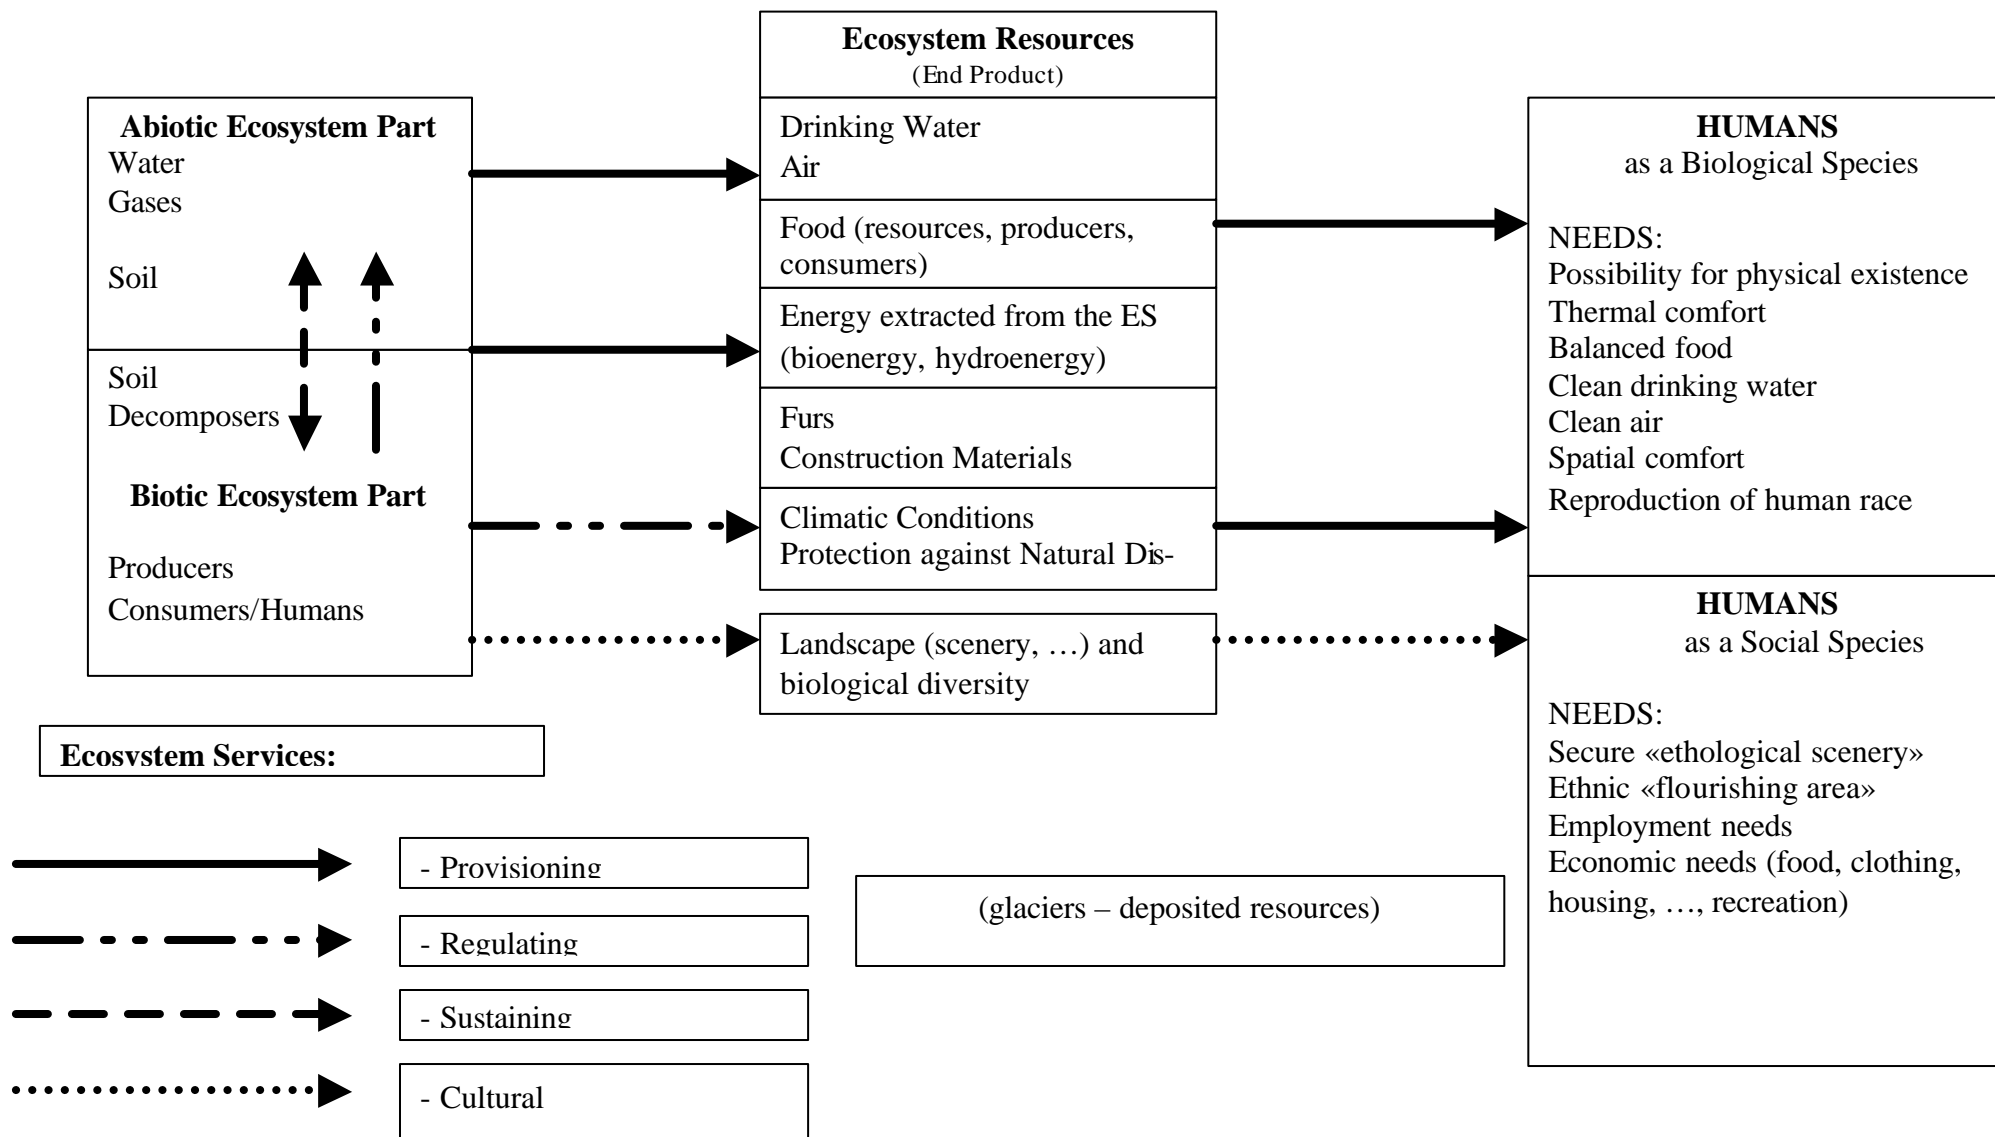 Ecosystem Resources
(End Product)
Drinking Water
Air
Food (resources, producers,
consumers)
Energy extracted from the ES
(bioenergy, hydroenergy)
Furs
Construction Materials
Climatic Conditions
Protection against Natural Dis-
Landscape (scenery, …) and
biological diversity
Abiotic Ecosystem Part
Water
Gases
Soil
Soil
Decomposers
Biotic Ecosystem Part
Producers
Consumers/Humans
HUMANS
as a Biological Species
NEEDS:
Possibility for physical existence
Thermal comfort
Balanced food
Clean drinking water
Clean air
Spatial comfort
Reproduction of human race
HUMANS
as a Social Species
NEEDS:
Secure «ethological scenery»
Ethnic «flourishing area»
Employment needs
Economic needs (food, clothing,
housing, …, recreation)
Ecosystem Services:
- Provisioning
- Regulating
- Sustaining
- Cultural
(glaciers – deposited resources)